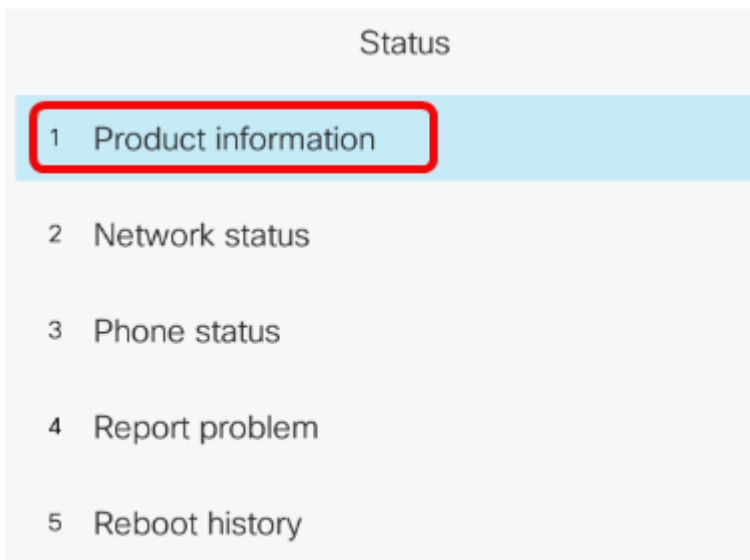 Status
1 Product information
2 Network status
3 Phone status
4 Report problem
5 Reboot history